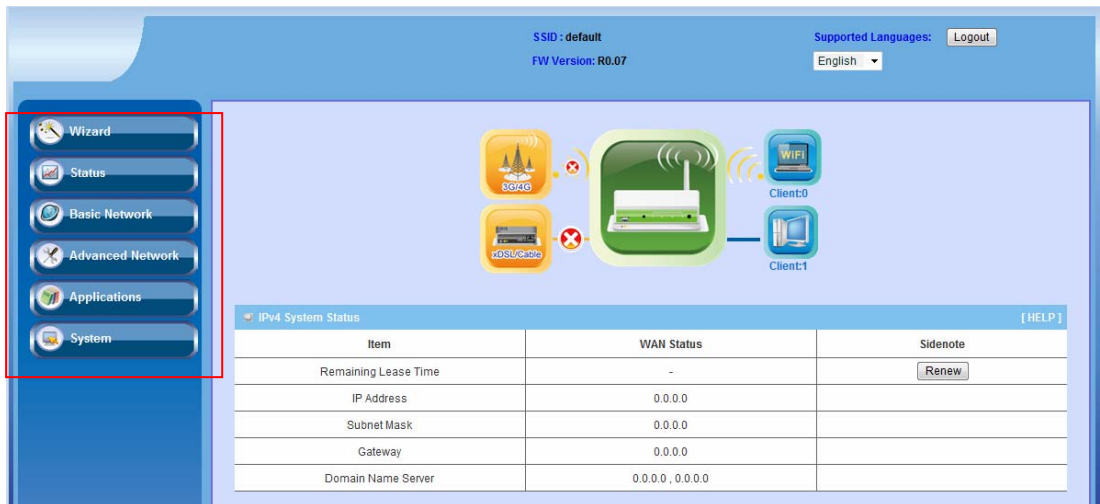 SSID : default
Supported Languages: Logout
FW Version: R0.07
English
Wizard
Status
Basic Network
Advanced Network
Applications
System
3G/4G
WiFi
Client:0
xDSL/Cable
Client:1
IPv4 System Status [ HELP ]
Item WAN Status Sidenote
Remaining Lease Time - Renew
IP Address 0.0.0.0
Subnet Mask 0.0.0.0
Gateway 0.0.0.0
Domain Name Server 0.0.0.0 , 0.0.0.0